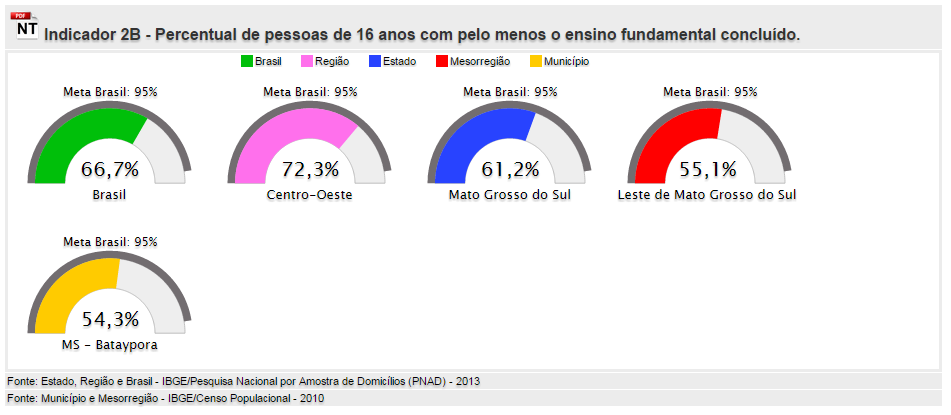 PDF
NT
Indicador 2B - Percentual de pessoas de 16 anos com pelo menos o ensino fundamental concluído.
Brasil Região Estado Mesorregião Município
Meta Brasil: 95% Meta Brasil: 95% Meta Brasil: 95% Meta Brasil: 95%
66,7% 72,3% 61,2% 55,1%
Brasil Centro-Oeste Mato Grosso do Sul Leste de Mato Grosso do Sul
Meta Brasil: 95%
54,3%
MS - Bataypora
Fonte: Estado, Região e Brasil - IBGE/Pesquisa Nacional por Amostra de Domicílios (PNAD) - 2013
Fonte: Município e Mesorregião - IBGE/Censo Populacional - 2010